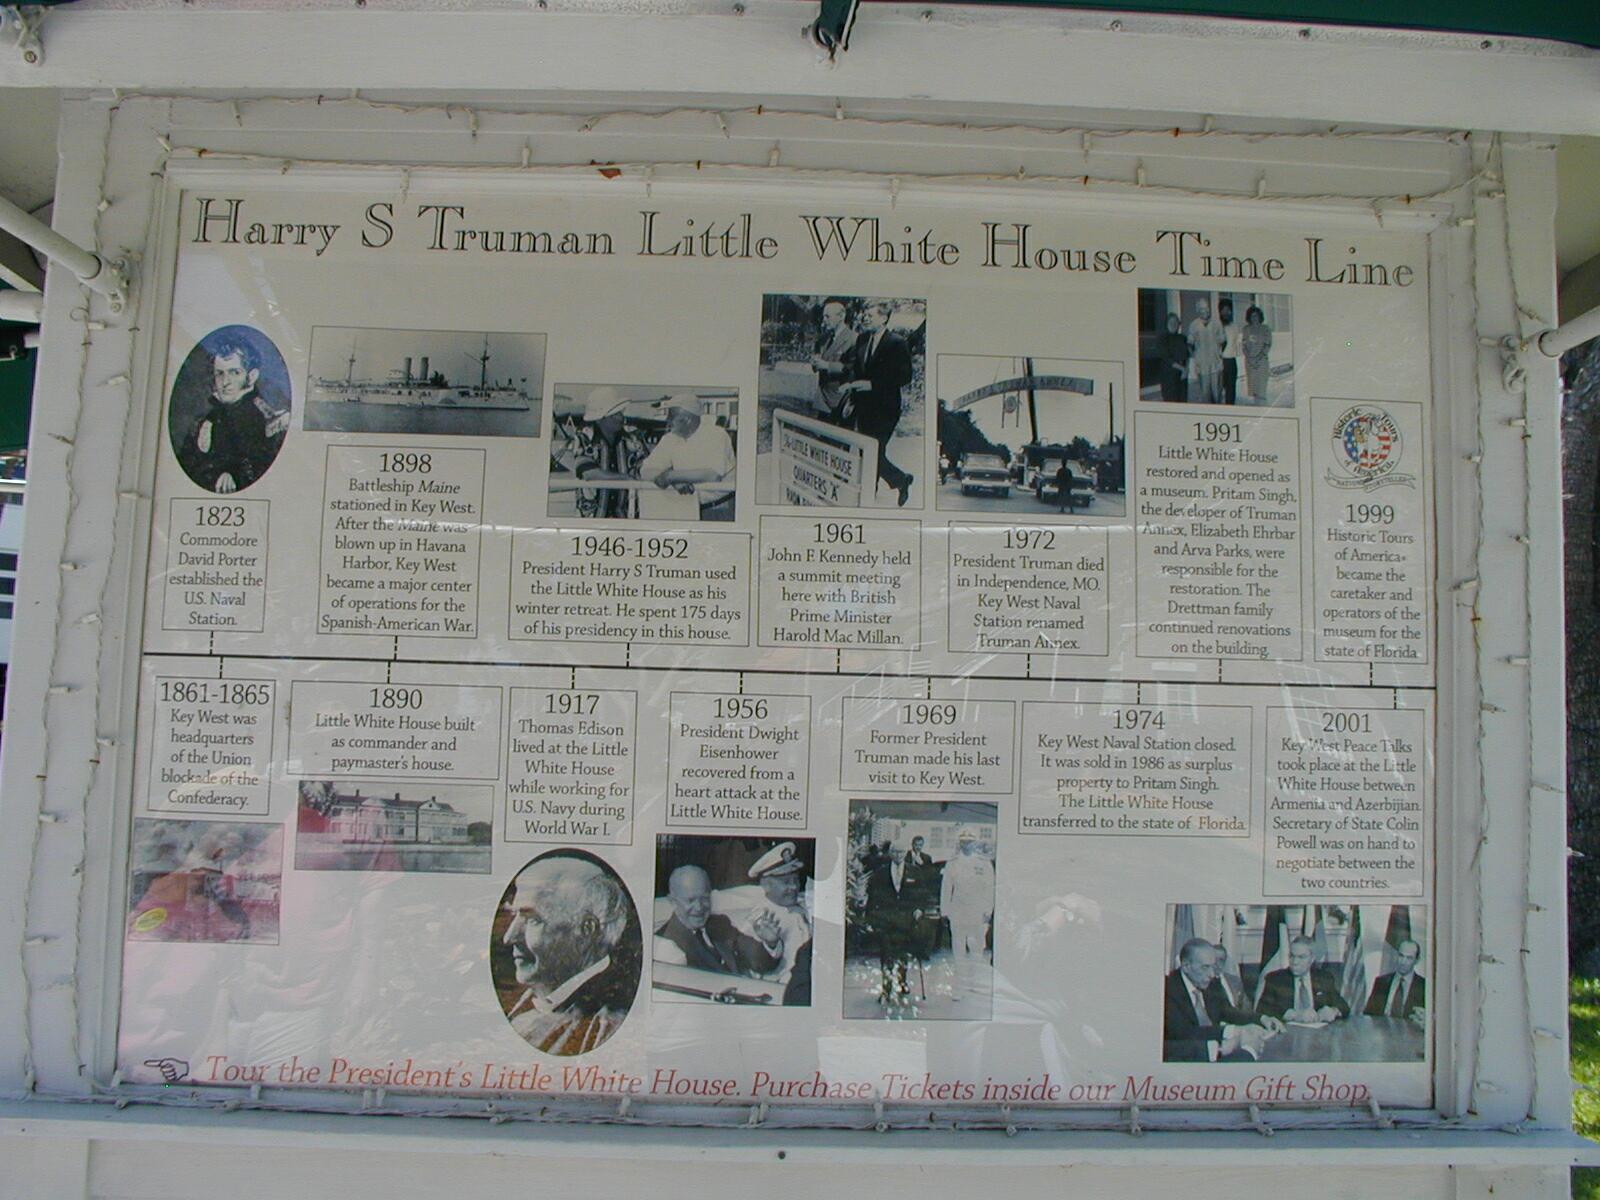 Harry S Truman Little White House Time Line
1823
Commodore
David Porter
established the
U.S. Naval
Station.
1898
Battleship Maine
stationed in Key West.
After the Maine was
blown up in Havana
Harbor, Key West
became a major center
of operations for the
Spanish-American War.
1946-1952
President Harry S Truman used
the Little White House as his
winter retreat. He spent 175 days
of his presidency in this house.
LITTLE WHITE HOUSE
QUARTERS "A"
1961
John F. Kennedy held
a summit meeting
here with British
Prime Minister
Harold Mac Millan.
1972
President Truman died
in Independence, MO.
Key West Naval
Station renamed
Truman Annex.
1991
Little White House
restored and opened as
a museum. Pritam Singh,
the developer of Truman
Annex, Elizabeth Ehrbar
and Arva Parks, were
responsible for the
restoration. The
Drettman family
continued renovations
on the building.
Historic Tours
of America
1999
Historic Tours
of America®
became the
caretaker and
operators of the
museum for the
state of Florida
1861-1865
Key West was
headquarters
of the Union
blockade of the
Confederacy.
1890
Little White House built
as commander and
paymaster's house.
1917
Thomas Edison
lived at the Little
White House
while working for
U.S. Navy during
World War I.
1956
President Dwight
Eisenhower
recovered from a
heart attack at the
Little White House.
1969
Former President
Truman made his last
visit to Key West.
1974
Key West Naval Station closed.
It was sold in 1986 as surplus
property to Pritam Singh.
The Little White House
transferred to the state of Florida.
2001
Key West Peace Talks
took place at the Little
White House between
Armenia and Azerbijian.
Secretary of State Colin
Powell was on hand to
negotiate between the
two countries.
Tour the President's Little White House. Purchase Tickets inside our Museum Gift Shop.